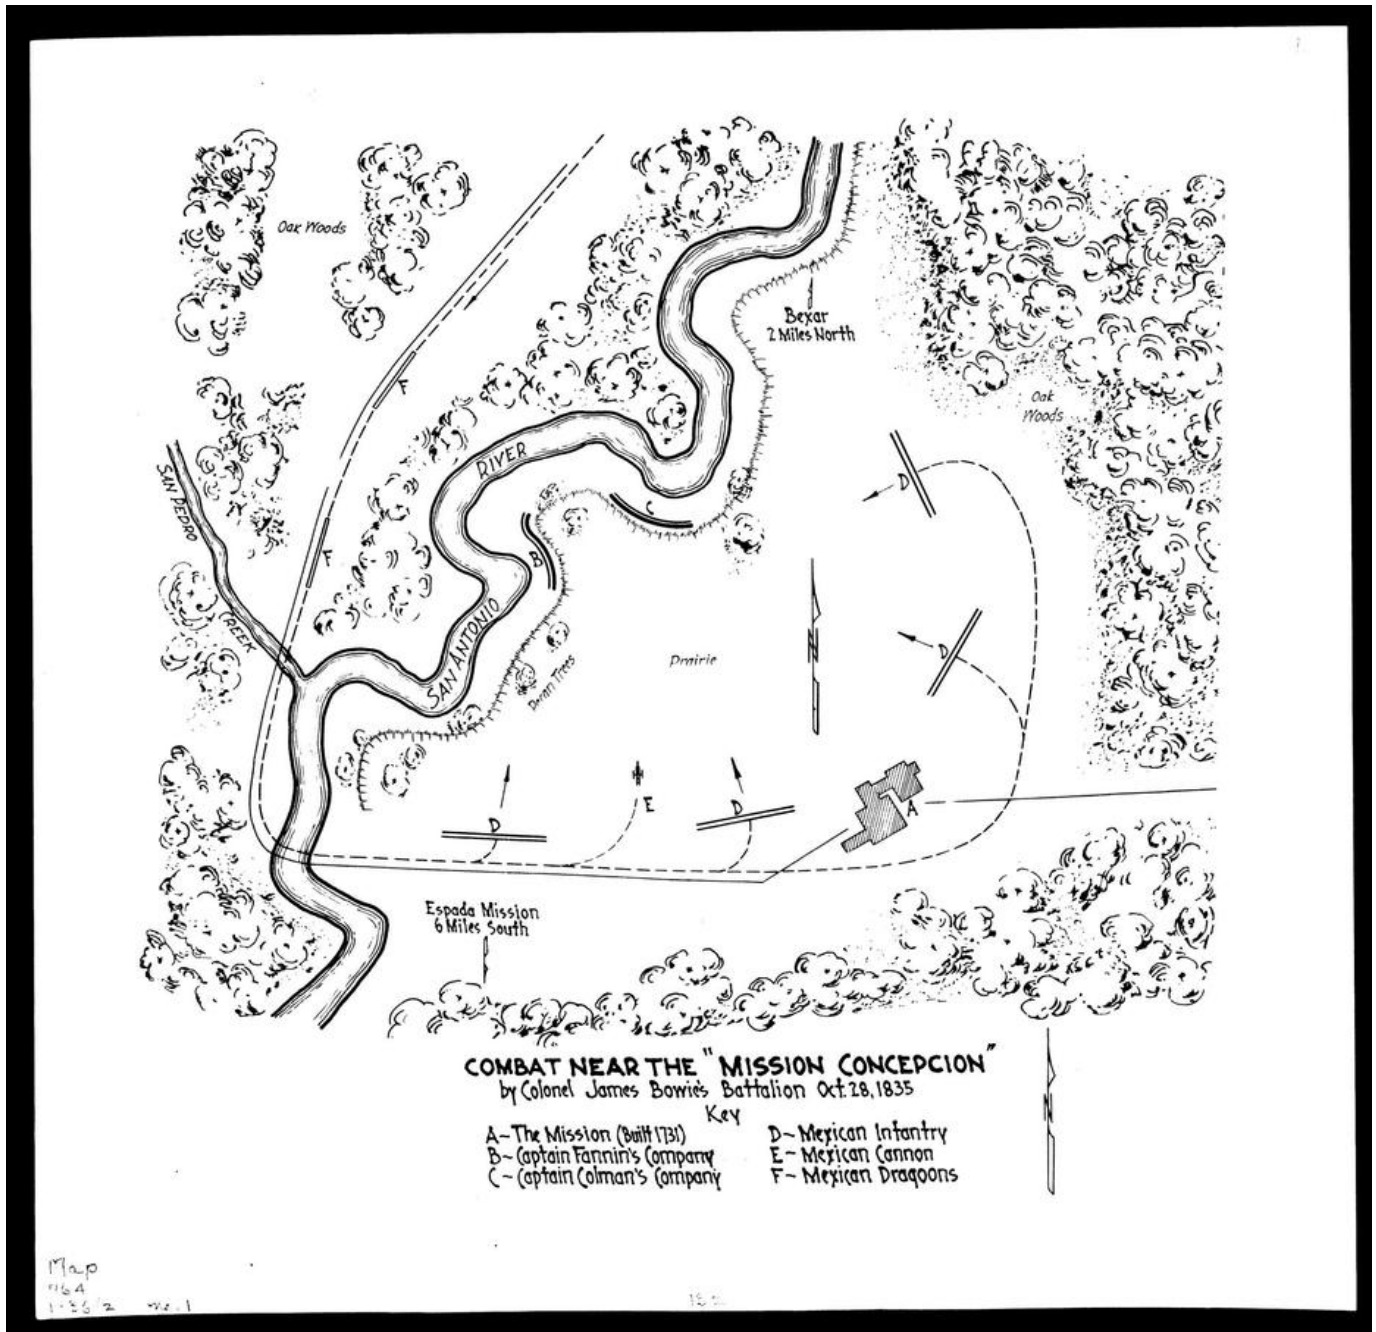 Oak Woods
Bexar
2 Miles North
F
Oak
Woods
RIVER
SAN PEDRO
D
C
F
B
CREEK
SAN ANTONIO
N
D
Prairie
Pecan Trees
E
D
D
A
Espada Mission
6 Miles South
COMBAT NEAR THE "MISSION CONCEPCION"
by Colonel James Bowie's Battalion Oct. 28, 1835
Key
A~The Mission (Built 1731)
B~Captain Fannin's Company
C~Captain Colman's Company
D~Mexican Infantry
E~Mexican Cannon
F~Mexican Dragoons
N
Map